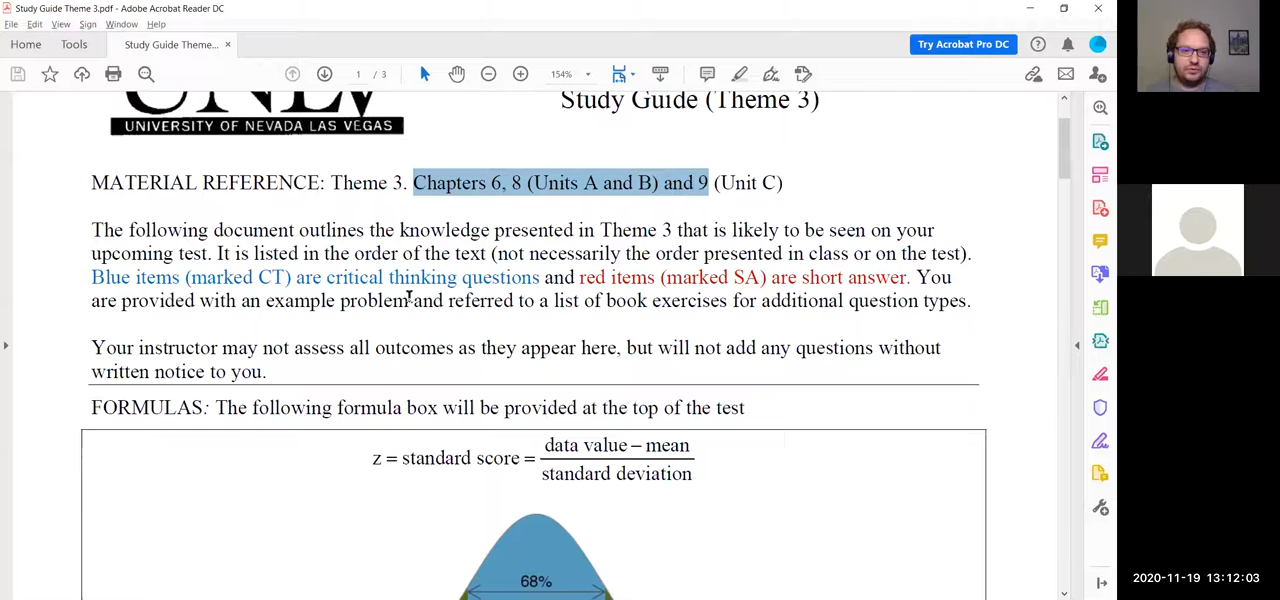 Study Guide Theme 3.pdf - Adobe Acrobat Reader DC
File Edit View Sign Window Help
Home Tools Study Guide Theme... × Try Acrobat Pro DC
1 / 3 154%
UNLV Study Guide (Theme 3)
UNIVERSITY OF NEVADA LAS VEGAS
MATERIAL REFERENCE: Theme 3. Chapters 6, 8 (Units A and B) and 9 (Unit C)
The following document outlines the knowledge presented in Theme 3 that is likely to be seen on your
upcoming test. It is listed in the order of the text (not necessarily the order presented in class or on the test).
Blue items (marked CT) are critical thinking questions and red items (marked SA) are short answer. You
are provided with an example problem and referred to a list of book exercises for additional question types.
Your instructor may not assess all outcomes as they appear here, but will not add any questions without
written notice to you.
FORMULAS: The following formula box will be provided at the top of the test
z = standard score = data value − mean
standard deviation
68%
2020-11-19 13:12:03